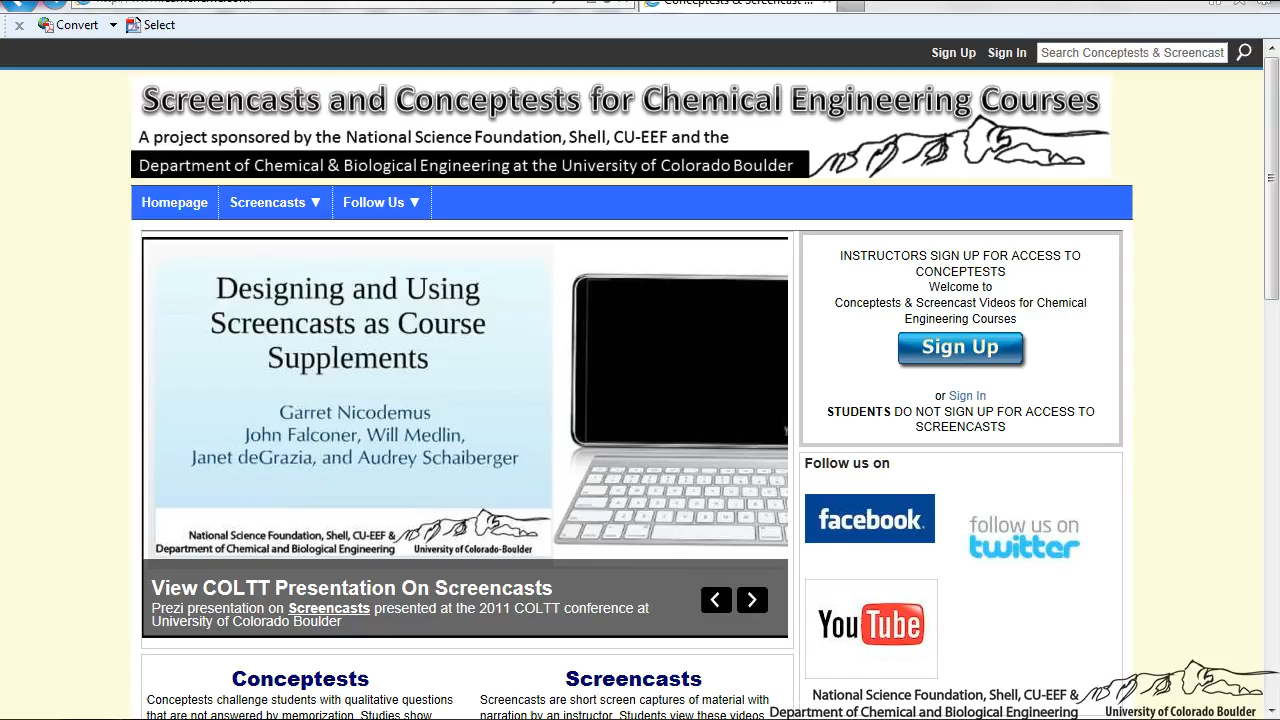 Convert Select
Sign Up Sign In Search Conceptests & Screencast
Screencasts and Conceptests for Chemical Engineering Courses
A project sponsored by the National Science Foundation, Shell, CU-EEF and the
Department of Chemical & Biological Engineering at the University of Colorado Boulder
Homepage Screencasts ▼ Follow Us ▼
Designing and Using
Screencasts as Course
Supplements
Garret Nicodemus
John Falconer, Will Medlin,
Janet deGrazia, and Audrey Schaiberger
National Science Foundation, Shell, CU-EEF &
Department of Chemical and Biological Engineering University of Colorado-Boulder
View COLTT Presentation On Screencasts
Prezi presentation on Screencasts presented at the 2011 COLTT conference at
University of Colorado Boulder
INSTRUCTORS SIGN UP FOR ACCESS TO
CONCEPTESTS
Welcome to
Conceptests & Screencast Videos for Chemical
Engineering Courses
Sign Up
or Sign In
STUDENTS DO NOT SIGN UP FOR ACCESS TO
SCREENCASTS
Follow us on
facebook
follow us on
twitter
YouTube
Conceptests
Conceptests challenge students with qualitative questions
that are not answered by memorization. Studies show
Screencasts
Screencasts are short screen captures of material with
narration by an instructor. Students view these videos
National Science Foundation, Shell, CU-EEF &
Department of Chemical and Biological Engineering University of Colorado Boulder